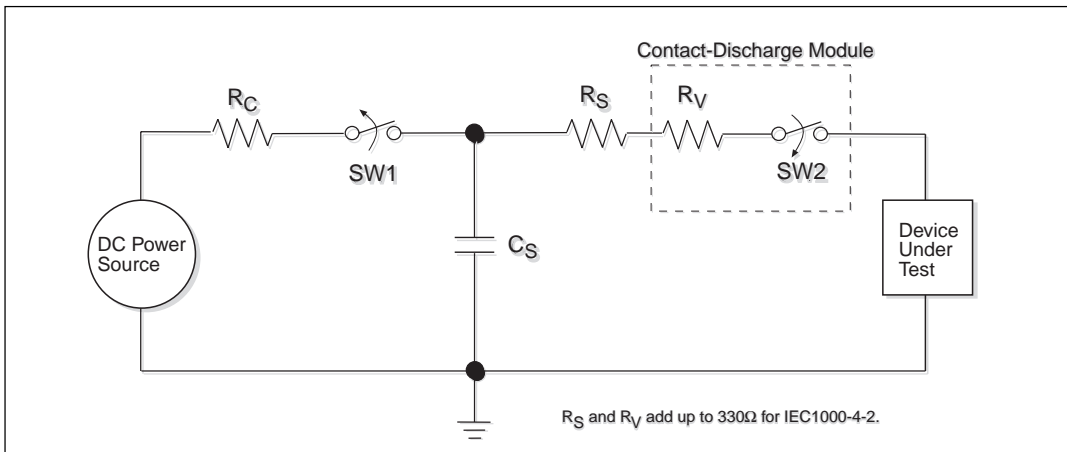 Contact-Discharge Module
RC
RS
RV
SW1
SW2
DC Power
Source
CS
Device
Under
Test
RS and RV add up to 330Ω for IEC1000-4-2.